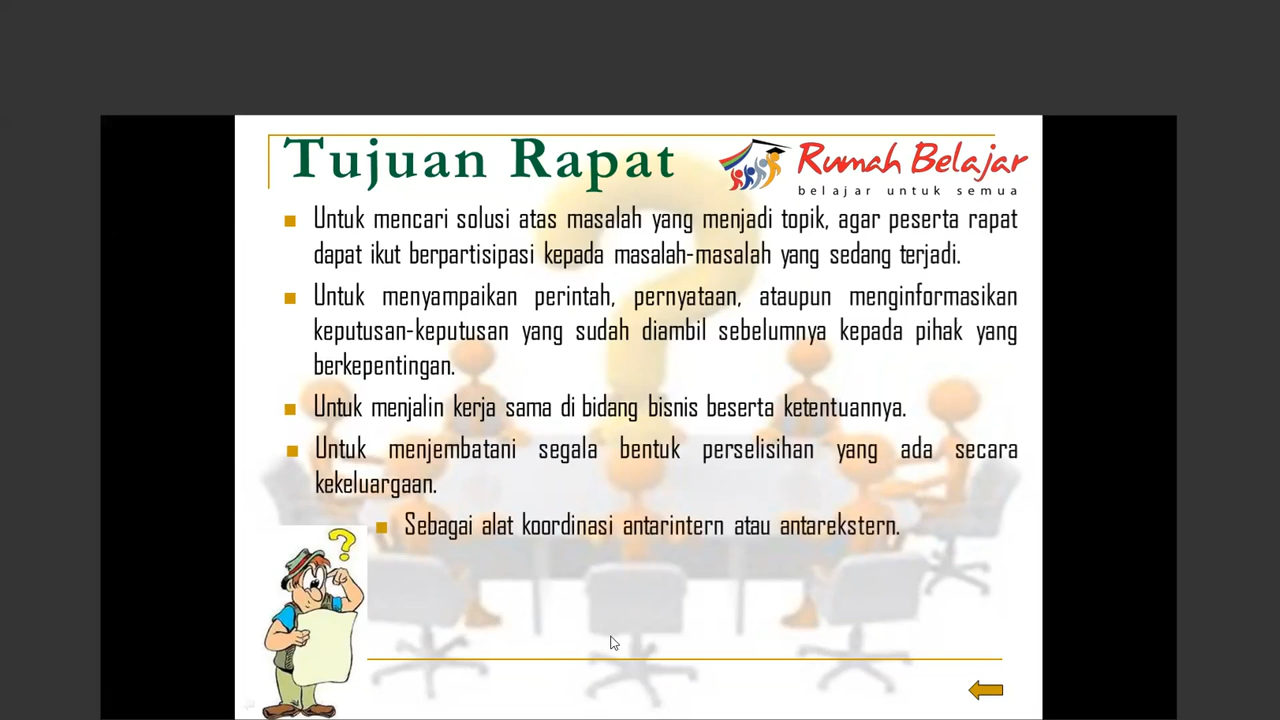 Tujuan Rapat
Rumah Belajar
belajar untuk semua
Untuk mencari solusi atas masalah yang menjadi topik, agar peserta rapat
dapat ikut berpartisipasi kepada masalah-masalah yang sedang terjadi.
Untuk menyampaikan perintah, pernyataan, ataupun menginformasikan
keputusan-keputusan yang sudah diambil sebelumnya kepada pihak yang
berkepentingan.
Untuk menjalin kerja sama di bidang bisnis beserta ketentuannya.
Untuk menjembatani segala bentuk perselisihan yang ada secara
kekeluargaan.
Sebagai alat koordinasi antarintern atau antarekstern.